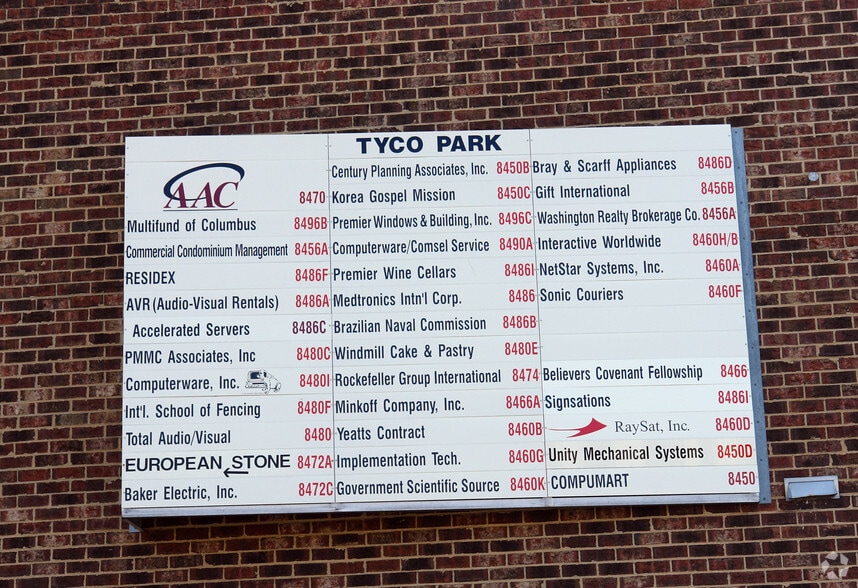 TYCO PARK
AAC 8470
Multifund of Columbus 8496B
Commercial Condominium Management 8456A
RESIDEX 8486F
AVR (Audio-Visual Rentals) 8486A
Accelerated Servers 8486C
PMMC Associates, Inc 8480C
Computerware, Inc. 8480I
Int'l. School of Fencing 8480F
Total Audio/Visual 8480
EUROPEAN STONE 8472A
Baker Electric, Inc. 8472C
Century Planning Associates, Inc. 8450B
Korea Gospel Mission 8450C
Premier Windows & Building, Inc. 8496C
Computerware/Comsel Service 8490A
Premier Wine Cellars 8486I
Medtronics Intn'l Corp. 8486
Brazilian Naval Commission 8486B
Windmill Cake & Pastry 8480E
Rockefeller Group International 8474
Minkoff Company, Inc. 8466A
Yeatts Contract 8460B
Implementation Tech. 8460G
Government Scientific Source 8460K
Bray & Scarff Appliances 8486D
Gift International 8456B
Washington Realty Brokerage Co. 8456A
Interactive Worldwide 8460H/B
NetStar Systems, Inc. 8460A
Sonic Couriers 8460F
Believers Covenant Fellowship 8466
Signsations 8486I
RaySat, Inc. 8460D
Unity Mechanical Systems 8450D
COMPUMART 8450